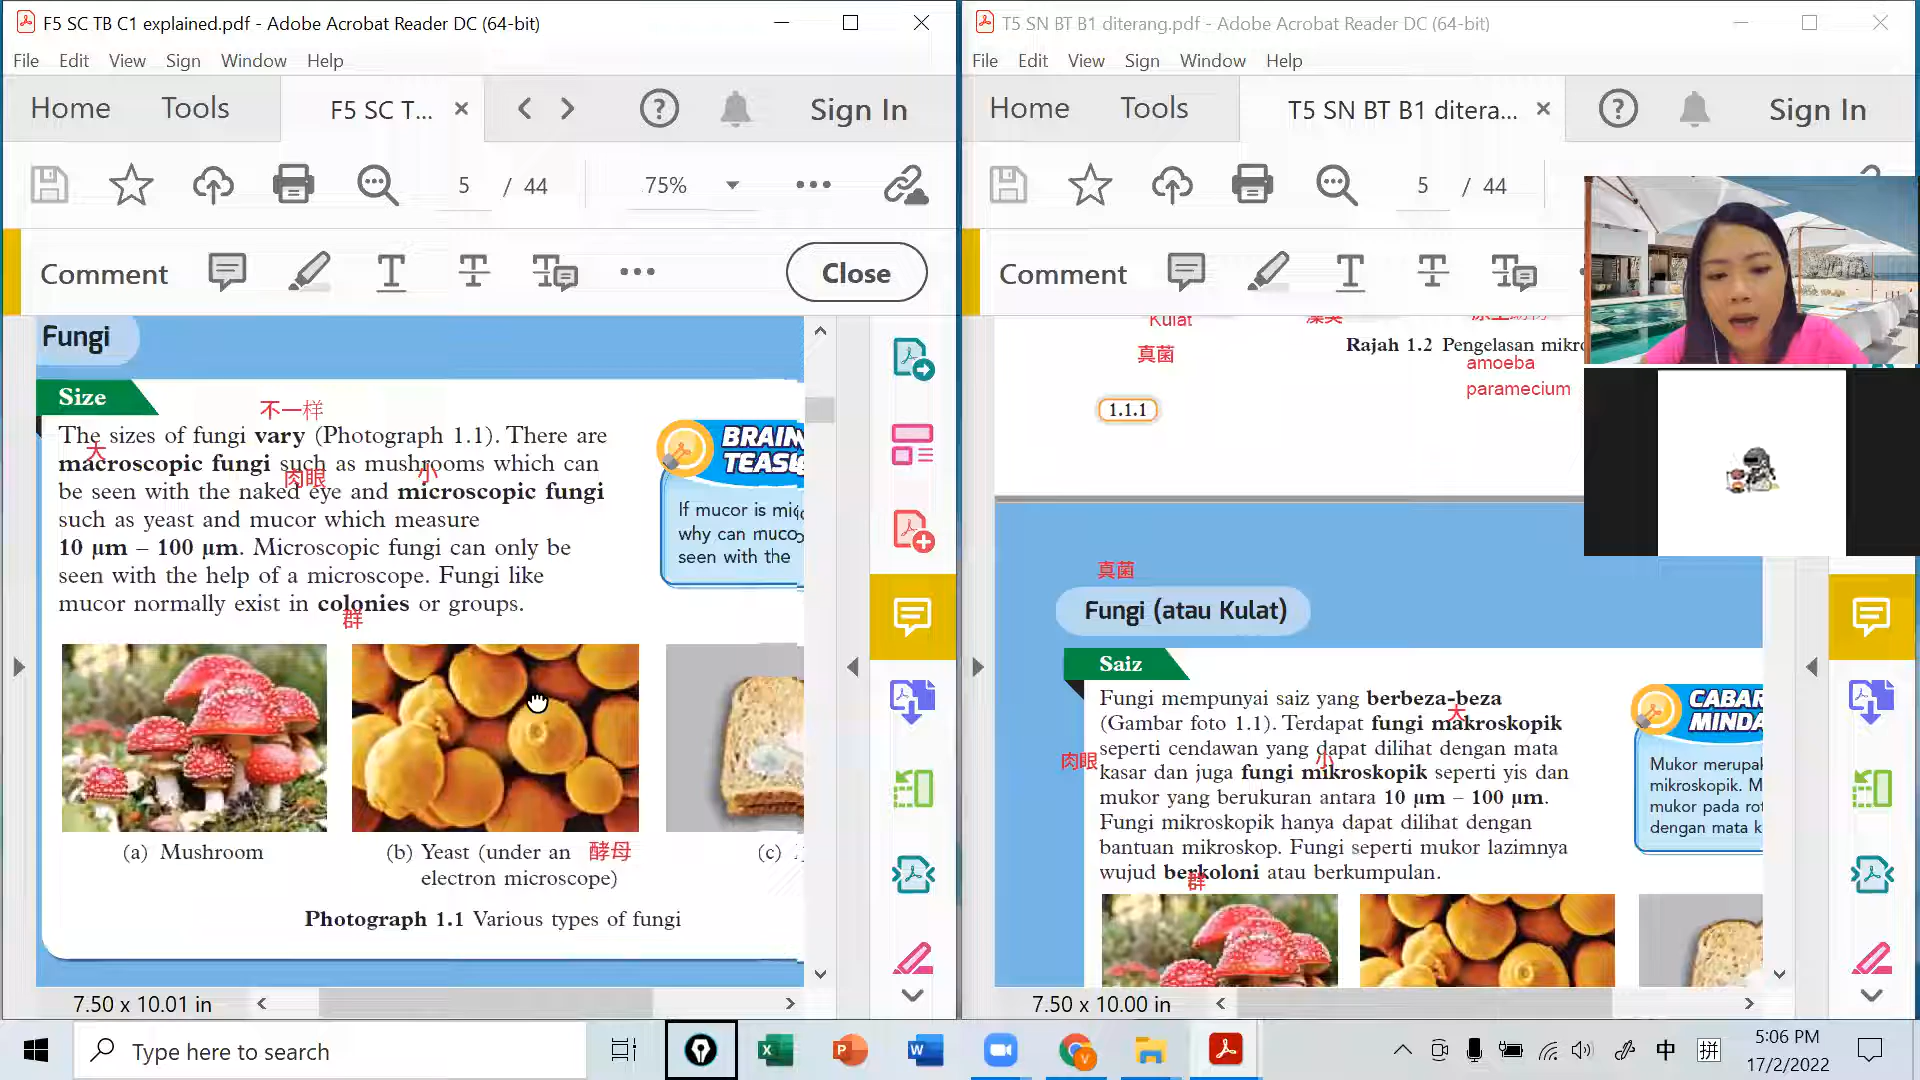 F5 SC TB C1 explained.pdf - Adobe Acrobat Reader DC (64-bit)
File Edit View Sign Window Help
Home Tools F5 SC T... Sign In
5 / 44 75%
Comment Close
Fungi
Size
不一样
The sizes of fungi vary (Photograph 1.1). There are
大
macroscopic fungi such as mushrooms which can
肉眼 小
be seen with the naked eye and microscopic fungi
such as yeast and mucor which measure
10 µm – 100 µm. Microscopic fungi can only be
seen with the help of a microscope. Fungi like
mucor normally exist in colonies or groups.
群
BRAIN
TEAS
If mucor is mic
why can muco
seen with the
(a) Mushroom
(b) Yeast (under an 酵母
electron microscope)
(c)
Photograph 1.1 Various types of fungi
7.50 x 10.01 in
T5 SN BT B1 diterang.pdf - Adobe Acrobat Reader DC (64-bit)
File Edit View Sign Window Help
Home Tools T5 SN BT B1 ditera... Sign In
5 / 44
Comment
Kulat
真菌
Rajah 1.2 Pengelasan mikro
amoeba
paramecium
1.1.1
真菌
Fungi (atau Kulat)
Saiz
Fungi mempunyai saiz yang berbeza-beza
大
(Gambar foto 1.1). Terdapat fungi makroskopik
seperti cendawan yang dapat dilihat dengan mata
肉眼 小
kasar dan juga fungi mikroskopik seperti yis dan
mukor yang berukuran antara 10 µm – 100 µm.
Fungi mikroskopik hanya dapat dilihat dengan
bantuan mikroskop. Fungi seperti mukor lazimnya
wujud berkoloni atau berkumpulan.
群
CABAR
MINDA
Mukor merupak
mikroskopik. M
mukor pada rot
dengan mata k
7.50 x 10.00 in
Type here to search
中 拼
5:06 PM
17/2/2022